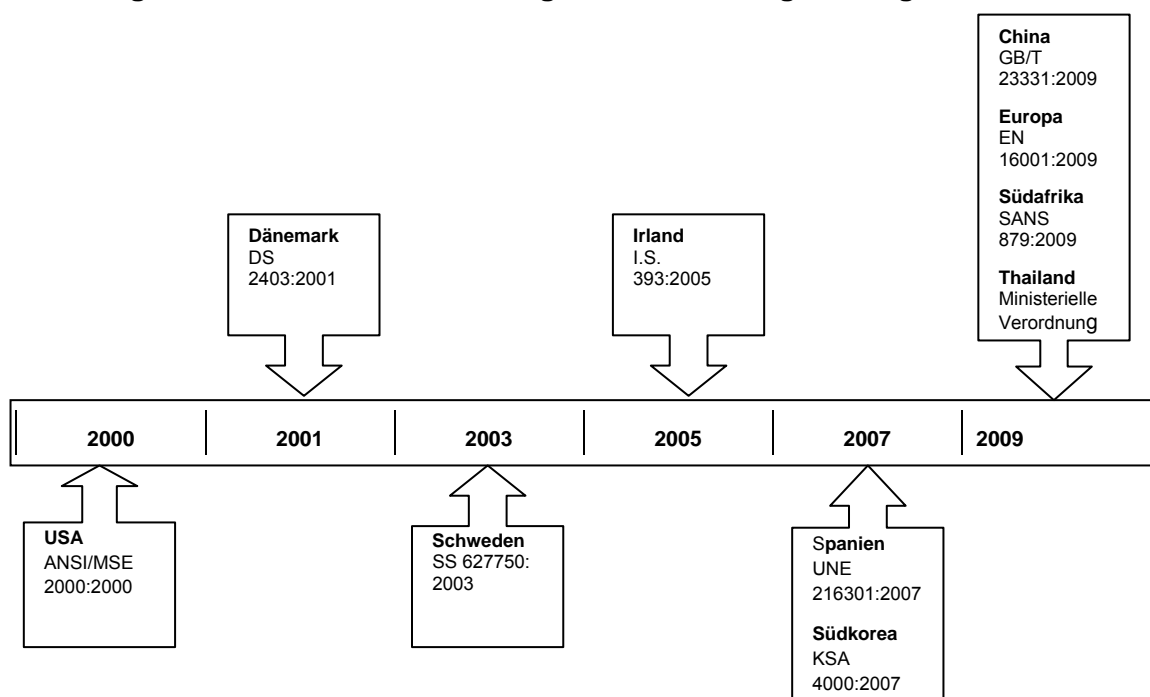 China
GB/T
23331:2009
Europa
EN
16001:2009
Südafrika
SANS
879:2009
Thailand
Ministerielle
Verordnung
Dänemark
DS
2403:2001
Irland
I.S.
393:2005
2000
2001
2003
2005
2007
2009
USA
ANSI/MSE
2000:2000
Schweden
SS 627750:
2003
Spanien
UNE
216301:2007
Südkorea
KSA
4000:2007